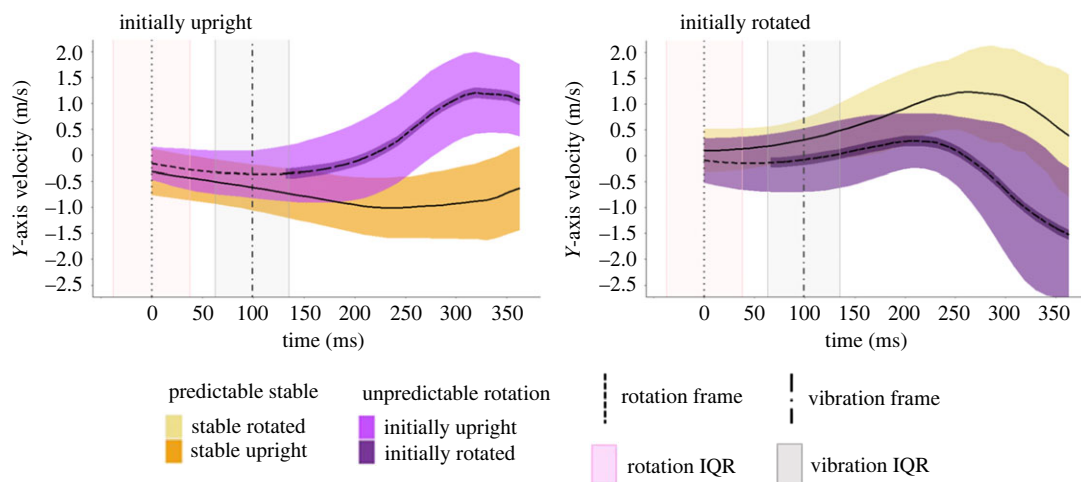 initially upright
initially rotated
Y-axis velocity (m/s)
2.0
1.5
1.0
0.5
0
–0.5
–1.0
–1.5
–2.0
–2.5
0 50 100 150 200 250 300 350
time (ms)
Y-axis velocity (m/s)
2.0
1.5
1.0
0.5
0
–0.5
–1.0
–1.5
–2.0
–2.5
0 50 100 150 200 250 300 350
time (ms)
predictable stable
stable rotated
stable upright
unpredictable rotation
initially upright
initially rotated
rotation frame
vibration frame
rotation IQR
vibration IQR